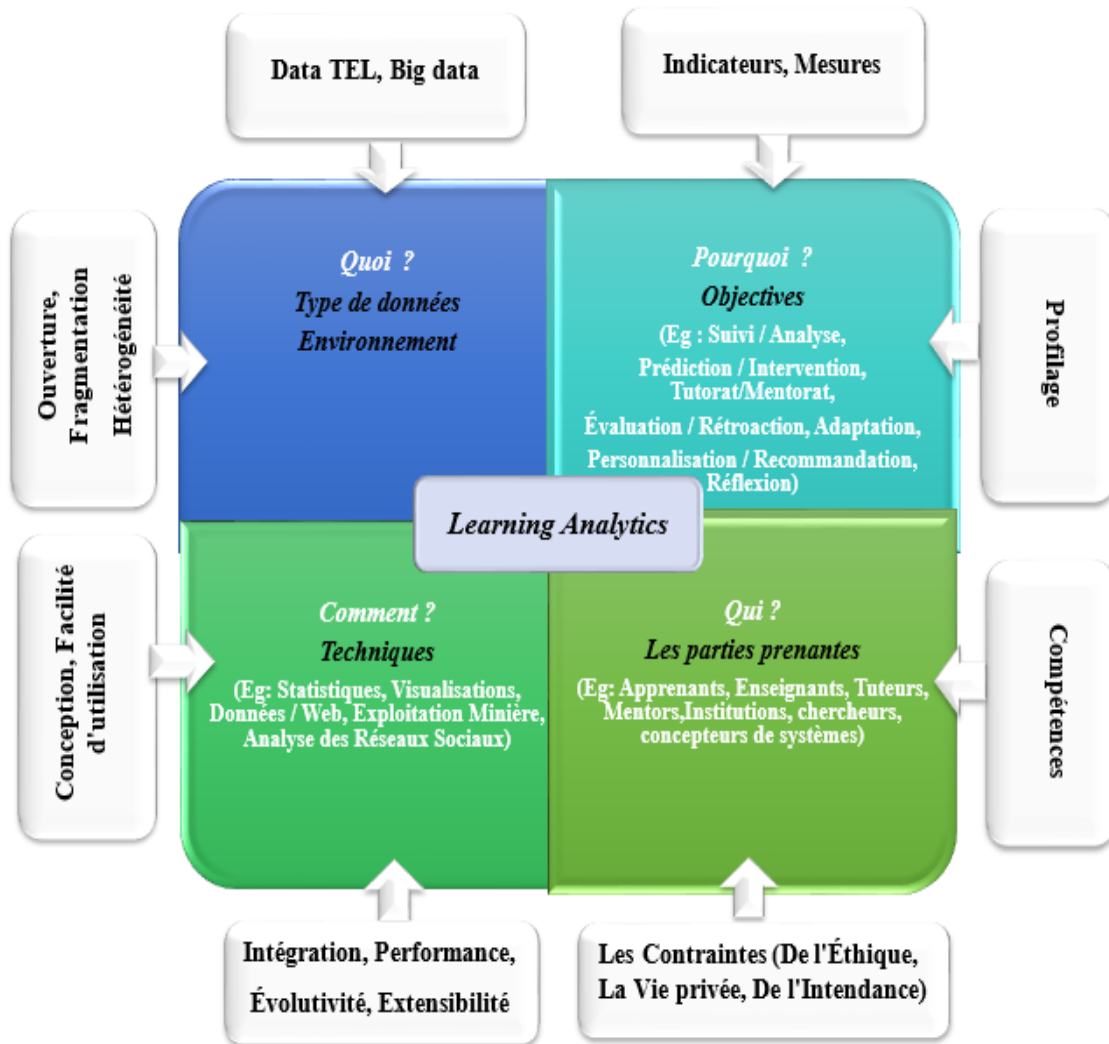 Data TEL, Big data
Indicateurs, Mesures
Ouverture,
Fragmentation
Hétérogénéité
Quoi ?
Type de données
Environnement
Pourquoi ?
Objectives
(Eg : Suivi / Analyse,
Prédiction / Intervention,
Tutorat/Mentorat,
Évaluation / Rétroaction, Adaptation,
Personnalisation / Recommandation,
Réflexion)
Profilage
Learning Analytics
Conception, Facilité
d'utilisation
Comment ?
Techniques
(Eg: Statistiques, Visualisations,
Données / Web, Exploitation Minière,
Analyse des Réseaux Sociaux)
Qui ?
Les parties prenantes
(Eg: Apprenants, Enseignants, Tuteurs,
Mentors,Institutions, chercheurs,
concepteurs de systèmes)
Compétences
Intégration, Performance,
Évolutivité, Extensibilité
Les Contraintes (De l'Éthique,
La Vie privée, De l'Intendance)